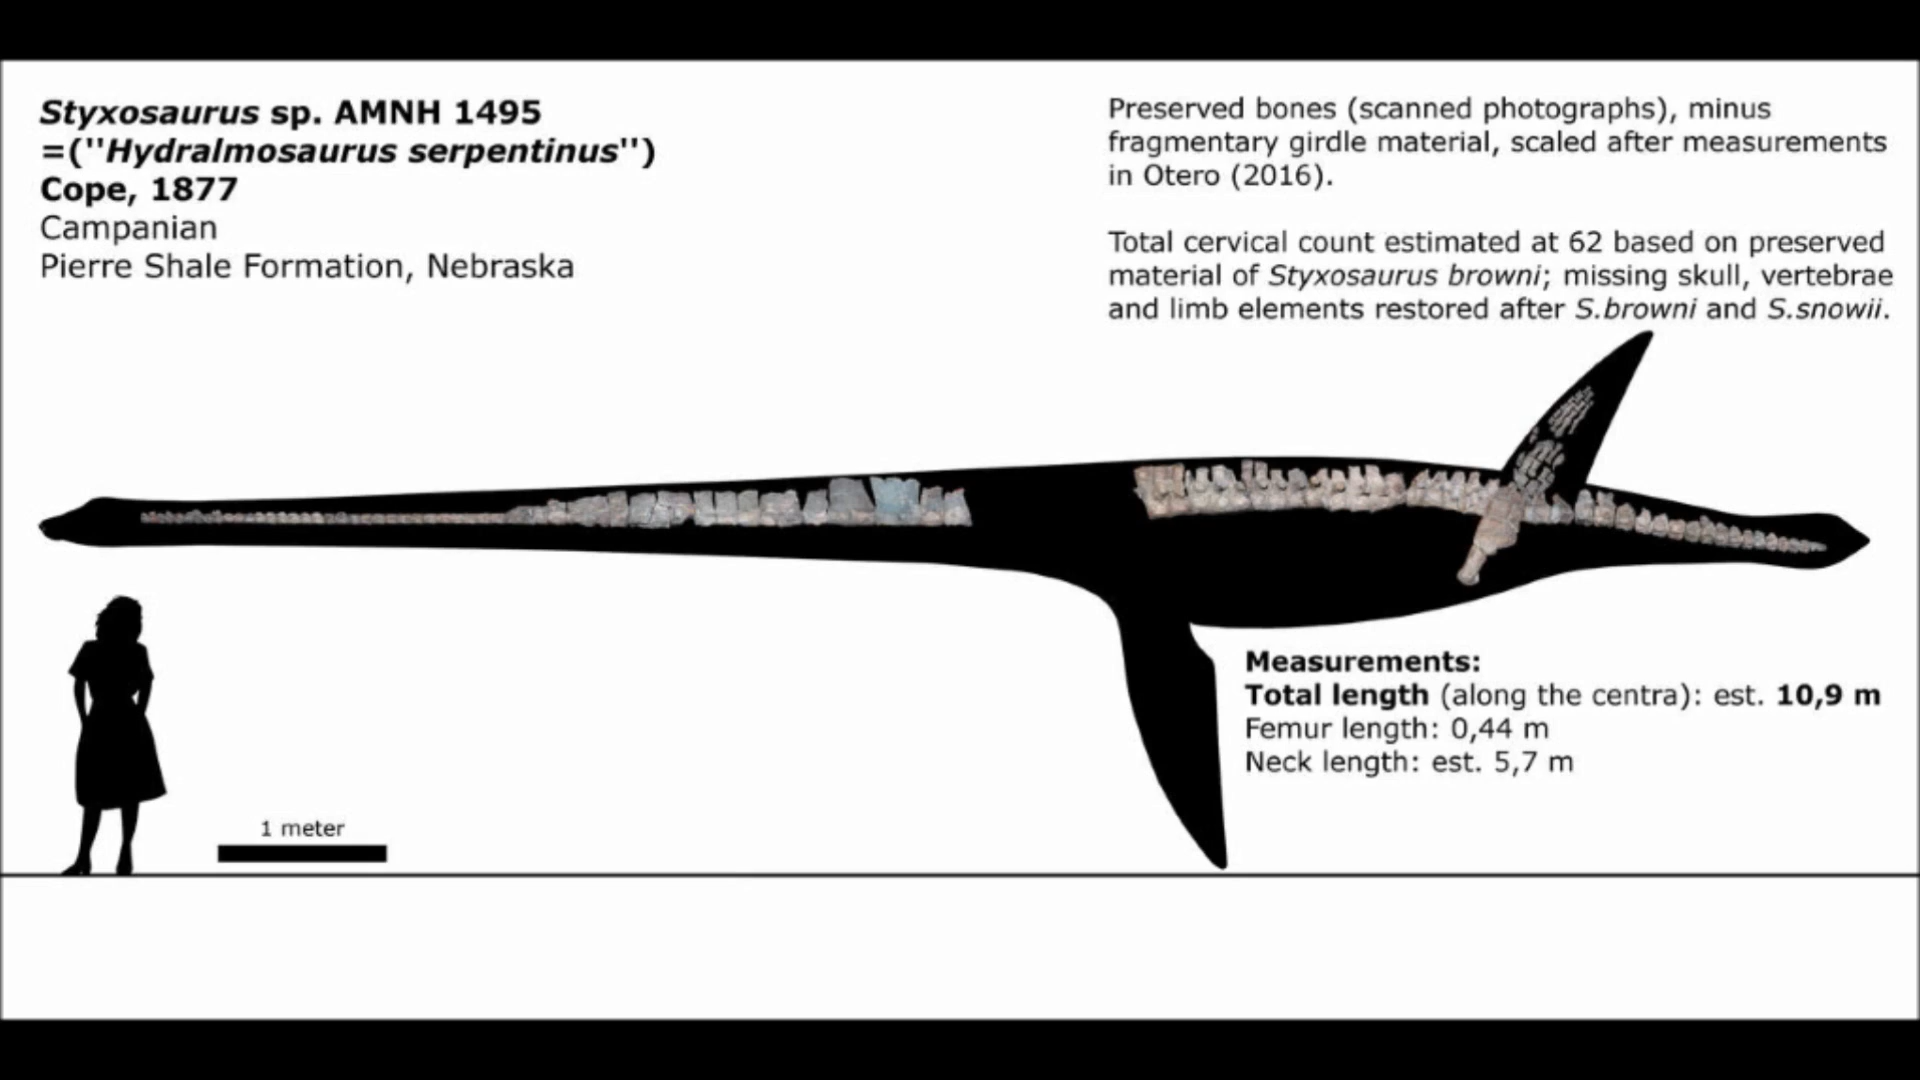 Styxosaurus sp. AMNH 1495
=("Hydralmosaurus serpentinus")
Cope, 1877
Campanian
Pierre Shale Formation, Nebraska
Preserved bones (scanned photographs), minus
fragmentary girdle material, scaled after measurements
in Otero (2016).
Total cervical count estimated at 62 based on preserved
material of Styxosaurus browni; missing skull, vertebrae
and limb elements restored after S.browni and S.snowii.
Measurements:
Total length (along the centra): est. 10,9 m
Femur length: 0,44 m
Neck length: est. 5,7 m
1 meter